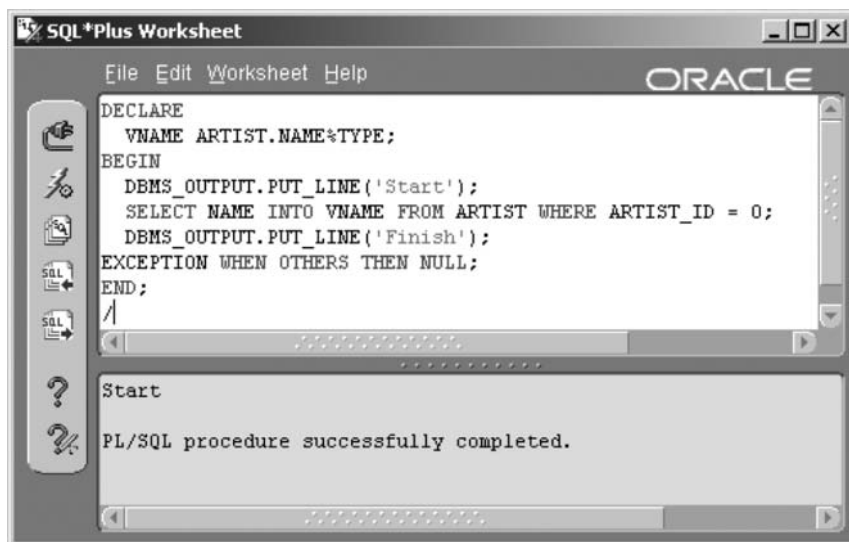 SQL*Plus Worksheet
File Edit Worksheet Help
ORACLE
DECLARE
VNAME ARTIST.NAME%TYPE;
BEGIN
DBMS_OUTPUT.PUT_LINE('Start');
SELECT NAME INTO VNAME FROM ARTIST WHERE ARTIST_ID = 0;
DBMS_OUTPUT.PUT_LINE('Finish');
EXCEPTION WHEN OTHERS THEN NULL;
END;
/
SQL
SQL
Start
PL/SQL procedure successfully completed.